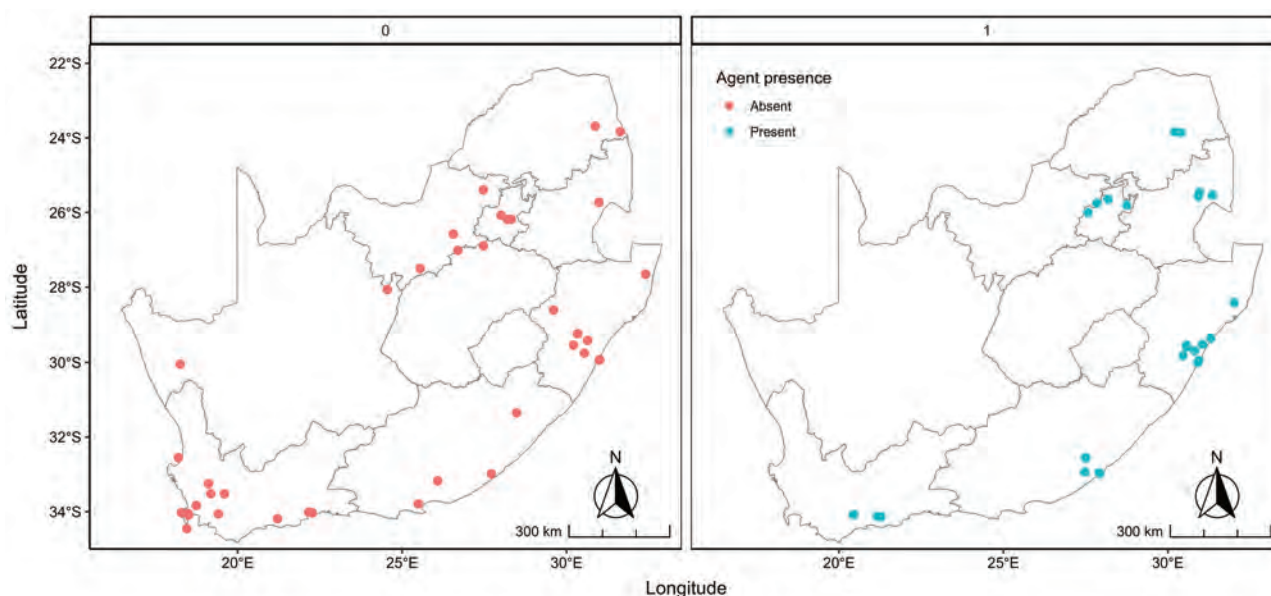 0
1
22°S
24°S
26°S
28°S
30°S
32°S
34°S
Latitude
Agent presence
Absent
Present
N
300 km
N
300 km
20°E
25°E
30°E
20°E
25°E
30°E
Longitude